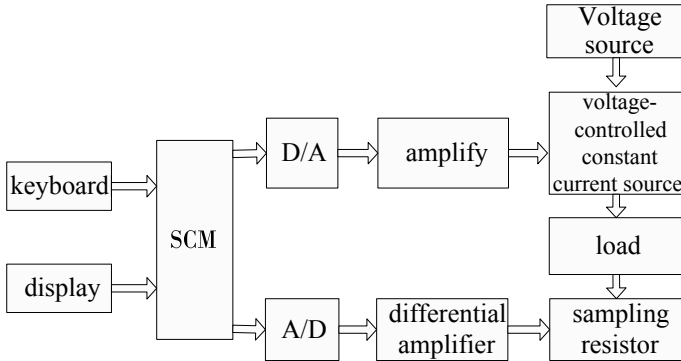 Voltage
source
voltage-
controlled
constant
current source
D/A
amplify
keyboard
SCM
load
display
A/D
differential
amplifier
sampling
resistor